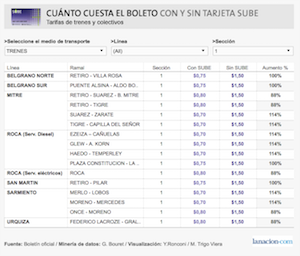 CUÁNTO CUESTA EL BOLETO CON Y SIN TARJETA SUBE
Tarifas de trenes y colectivos
>Seleccione el medio de transporte >Línea >Sección
TRENES (All) 1
Línea Ramal Sección Con SUBE Sin SUBE Aumento %
BELGRANO NORTE RETIRO - VILLA ROSA 1 $0,75 $1,50 100%
BELGRANO SUR PUENTE ALSINA - ALDO BO.. 1 $0,75 $1,50 100%
MITRE RETIRO - SUAREZ - B. MITRE 1 $0,80 $1,50 88%
RETIRO - TIGRE 1 $0,80 $1,50 88%
SUAREZ - ZARATE 1 $0,70 $1,50 114%
TIGRE - CAPILLA DEL SEÑOR 1 $0,70 $1,50 114%
ROCA (Serv. Diesel) EZEIZA - CAÑUELAS 1 $0,70 $1,50 114%
GLEW - A. KORN 1 $0,70 $1,50 114%
HAEDO - TEMPERLEY 1 $0,70 $1,50 114%
PLAZA CONSTITUTION - LA .. 1 $0,75 $1,50 100%
ROCA (Serv. eléctricos) ROCA 1 $0,80 $1,50 88%
SAN MARTIN RETIRO - PILAR 1 $0,75 $1,50 100%
SARMIENTO MERLO - LOBOS 1 $0,70 $1,50 114%
MORENO - MERCEDES 1 $0,70 $1,50 114%
ONCE - MORENO 1 $0,80 $1,50 88%
URQUIZA FEDERICO LACROZE - GRAL.. 1 $0,80 $1,50 88%
Fuente: Boletín oficial / Minería de datos: G. Bouret / Visualización: Y.Ronconi / M. Trigo Viera
lanacion.com